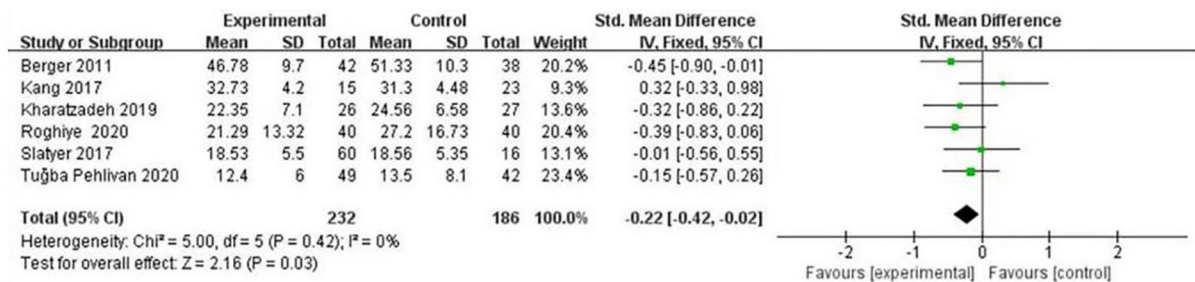 Experimental Control Std. Mean Difference Std. Mean Difference
Study or Subgroup Mean SD Total Mean SD Total Weight IV, Fixed, 95% CI IV, Fixed, 95% CI
Berger 2011 46.78 9.7 42 51.33 10.3 38 20.2% -0.45 [-0.90, -0.01]
Kang 2017 32.73 4.2 15 31.3 4.48 23 9.3% 0.32 [-0.33, 0.98]
Kharatzadeh 2019 22.35 7.1 26 24.56 6.58 27 13.6% -0.32 [-0.86, 0.22]
Roghiye 2020 21.29 13.32 40 27.2 16.73 40 20.4% -0.39 [-0.83, 0.06]
Slatyer 2017 18.53 5.5 60 18.56 5.35 16 13.1% -0.01 [-0.56, 0.55]
Tuğba Pehlivan 2020 12.4 6 49 13.5 8.1 42 23.4% -0.15 [-0.57, 0.26]
Total (95% CI) 232 186 100.0% -0.22 [-0.42, -0.02]
Heterogeneity: Chi² = 5.00, df = 5 (P = 0.42); I² = 0%
Test for overall effect: Z = 2.16 (P = 0.03)
-2 -1 0 1 2
Favours [experimental] Favours [control]